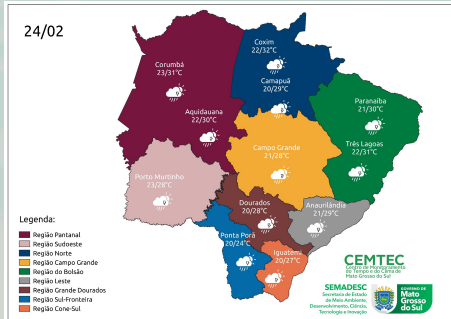 24/02
Coxim
22/32°C
Corumbá
23/31°C
Camapuã
20/29°C
Paranaiba
21/30°C
Aquidauana
22/30°C
Três Lagoas
22/31°C
Campo Grande
21/28°C
Porto Murtinho
23/28°C
Dourados
20/28°C
Anaurilândia
21/29°C
Ponta Porã
20/24°C
Iguatemi
20/27°C
Legenda:
Região Pantanal
Região Sudoeste
Região Norte
Região Campo Grande
Região do Bolsão
Região Leste
Região Grande Dourados
Região Sul-Fronteira
Região Cone-Sul
CEMTEC
Centro de Monitoramento
do Tempo e do Clima de
Mato Grosso do Sul
SEMADESC
Secretaria de Estado
de Meio Ambiente,
Desenvolvimento, Ciência,
Tecnologia e Inovação
GOVERNO DE
Mato
Grosso
do Sul